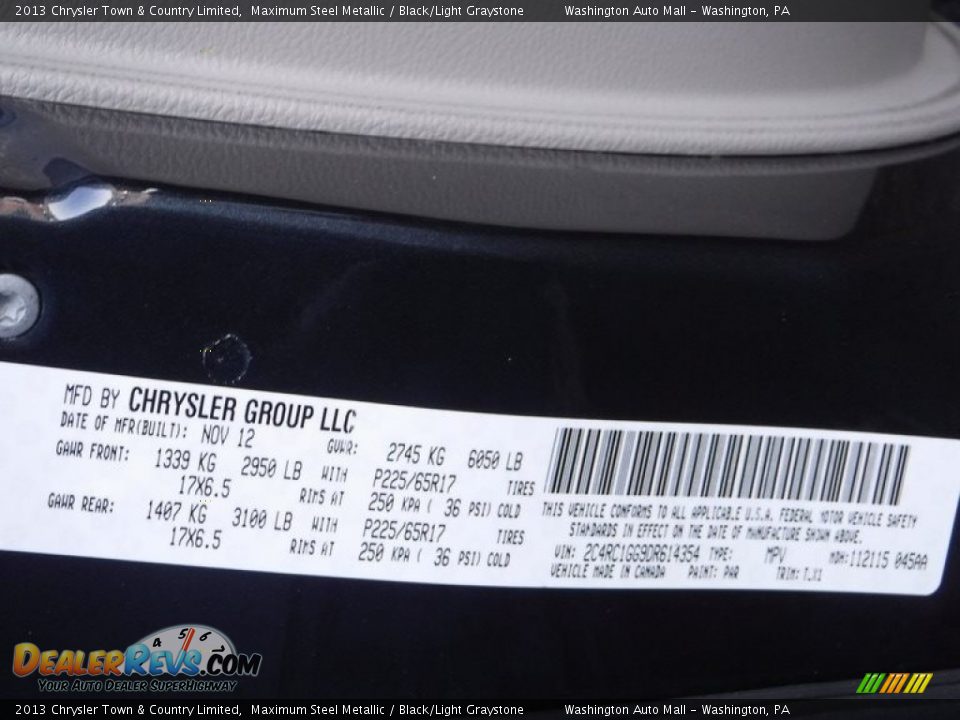 2013 Chrysler Town & Country Limited, Maximum Steel Metallic / Black/Light Graystone Washington Auto Mall - Washington, PA
MFD BY CHRYSLER GROUP LLC
DATE OF MFR(BUILT): NOV 12 GVWR: 2745 KG 6050 LB
GAWR FRONT: 1339 KG 2950 LB WITH P225/65R17 TIRES
17X6.5 RIMS AT 250 KPA ( 36 PSI) COLD
GAWR REAR: 1407 KG 3100 LB WITH P225/65R17 TIRES
17X6.5 RIMS AT 250 KPA ( 36 PSI) COLD
THIS VEHICLE CONFORMS TO ALL APPLICABLE U.S.A. FEDERAL MOTOR VEHICLE SAFETY
STANDARDS IN EFFECT ON THE DATE OF MANUFACTURE SHOWN ABOVE.
VIN: 2C4RC1GG9DR614354 TYPE: MPV MDH:112115 045AA
VEHICLE MADE IN CANADA PAINT: PAR TRIM:
4 5 6
DEALERREVS.COM
YOUR AUTO DEALER SUPERHIGHWAY
2013 Chrysler Town & Country Limited, Maximum Steel Metallic / Black/Light Graystone Washington Auto Mall - Washington, PA